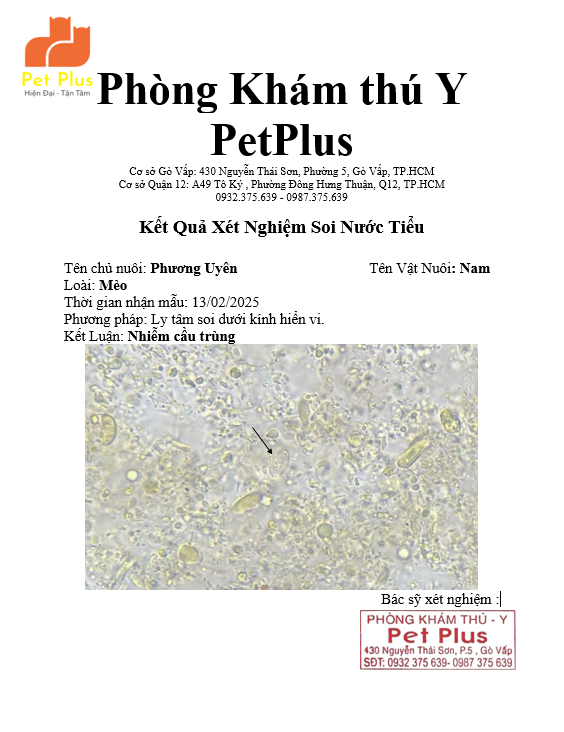 Pet Plus
Hiện Đại - Tận Tâm
Phòng Khám thú Y
PetPlus
Cơ sở Gò Vấp: 430 Nguyễn Thái Sơn, Phường 5, Gò Vấp, TP.HCM
Cơ sở Quận 12: A49 Tô Ký , Phường Đông Hưng Thuận, Q12, TP.HCM
0932.375.639 - 0987.375.639
Kết Quả Xét Nghiệm Soi Nước Tiểu
Tên chủ nuôi: Phương Uyên Tên Vật Nuôi: Nam
Loài: Mèo
Thời gian nhận mẫu: 13/02/2025
Phương pháp: Ly tâm soi dưới kính hiển vi.
Kết Luận: Nhiễm cầu trùng
Bác sỹ xét nghiệm :
PHÒNG KHÁM THÚ - Y
Pet Plus
430 Nguyễn Thái Sơn, P.5 , Gò Vấp
SĐT: 0932 375 639- 0987 375 639